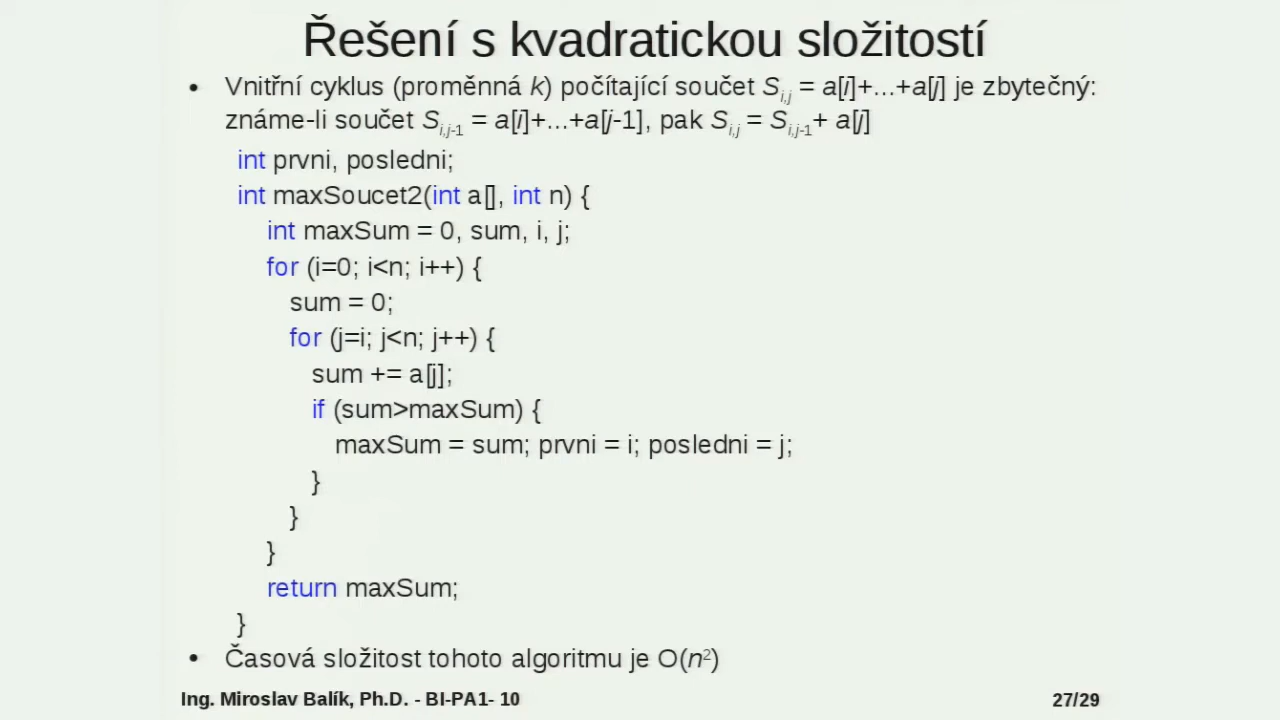 Řešení s kvadratickou složitostí
• Vnitřní cyklus (proměnná k) počítající součet Si,j = a[i]+...+a[j] je zbytečný:
známe-li součet Si,j-1 = a[i]+...+a[j-1], pak Si,j = Si,j-1+ a[j]
int prvni, posledni;
int maxSoucet2(int a[], int n) {
int maxSum = 0, sum, i, j;
for (i=0; i<n; i++) {
sum = 0;
for (j=i; j<n; j++) {
sum += a[j];
if (sum>maxSum) {
maxSum = sum; prvni = i; posledni = j;
}
}
}
return maxSum;
}
• Časová složitost tohoto algoritmu je O(n²)
Ing. Miroslav Balík, Ph.D. - BI-PA1- 10
27/29